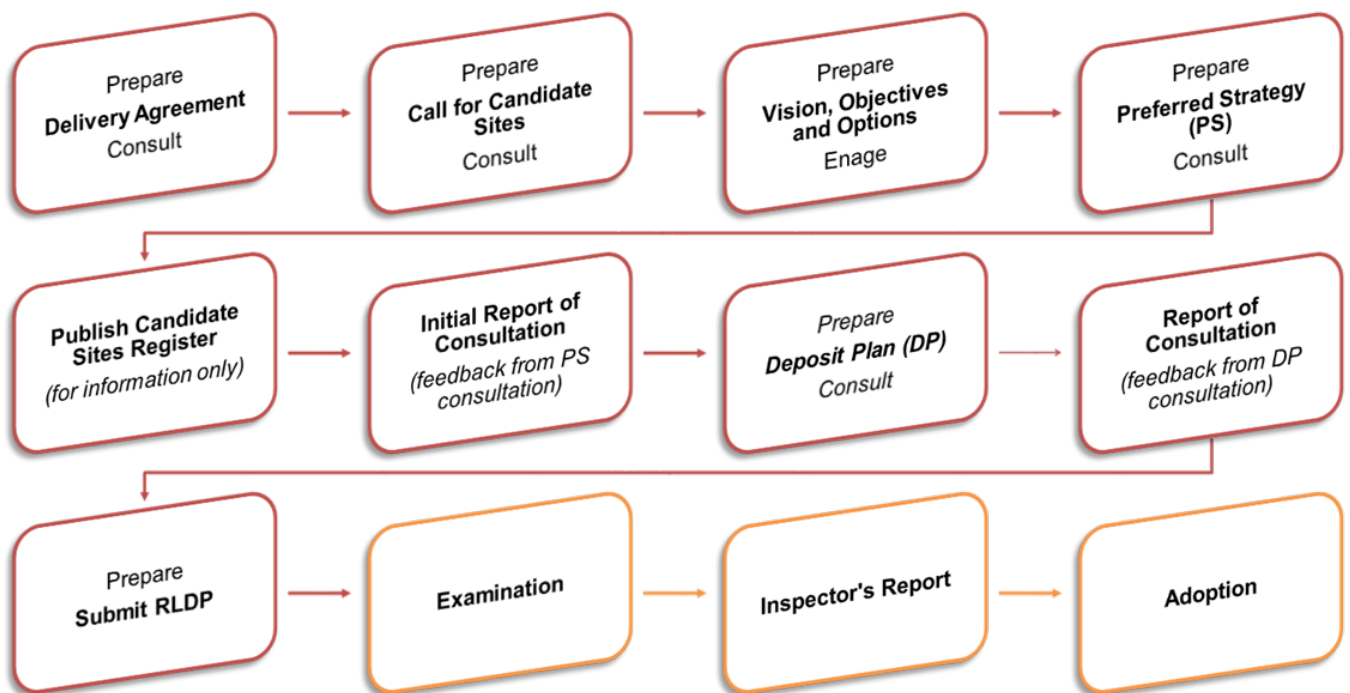 Prepare
Delivery Agreement
Consult
Prepare
Call for Candidate
Sites
Consult
Prepare
Vision, Objectives
and Options
Enage
Prepare
Preferred Strategy
(PS)
Consult
Publish Candidate
Sites Register
(for information only)
Initial Report of
Consultation
(feedback from PS
consultation)
Prepare
Deposit Plan (DP)
Consult
Report of
Consultation
(feedback from DP
consultation)
Prepare
Submit RLDP
Examination
Inspector's Report
Adoption